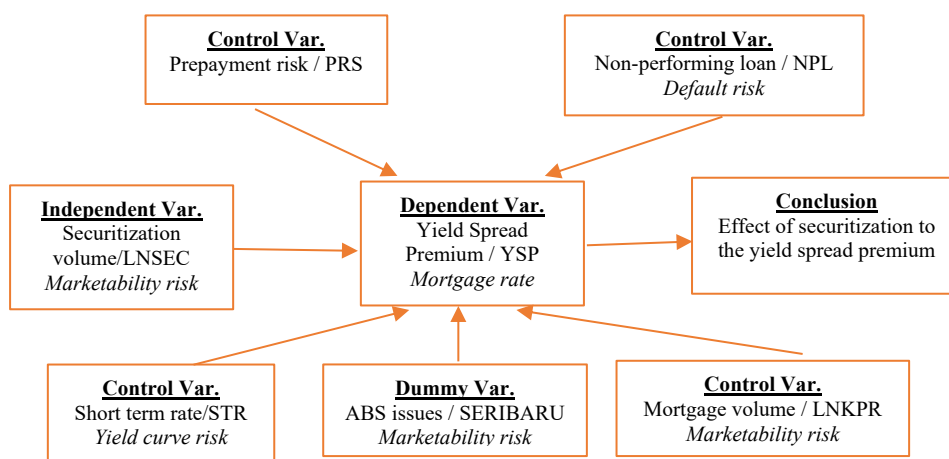 Control Var.
Prepayment risk / PRS
Control Var.
Non-performing loan / NPL
Default risk
Independent Var.
Securitization
volume/LNSEC
Marketability risk
Dependent Var.
Yield Spread
Premium / YSP
Mortgage rate
Conclusion
Effect of securitization to
the yield spread premium
Control Var.
Short term rate/STR
Yield curve risk
Dummy Var.
ABS issues / SERIBARU
Marketability risk
Control Var.
Mortgage volume / LNKPR
Marketability risk